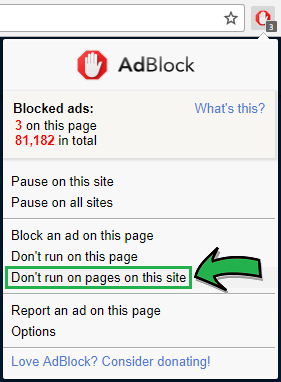 3
AdBlock
Blocked ads: What's this?
3 on this page
81,182 in total
Pause on this site
Pause on all sites
Block an ad on this page
Don't run on this page
Don't run on pages on this site
Report an ad on this page
Options
Love AdBlock? Consider donating!